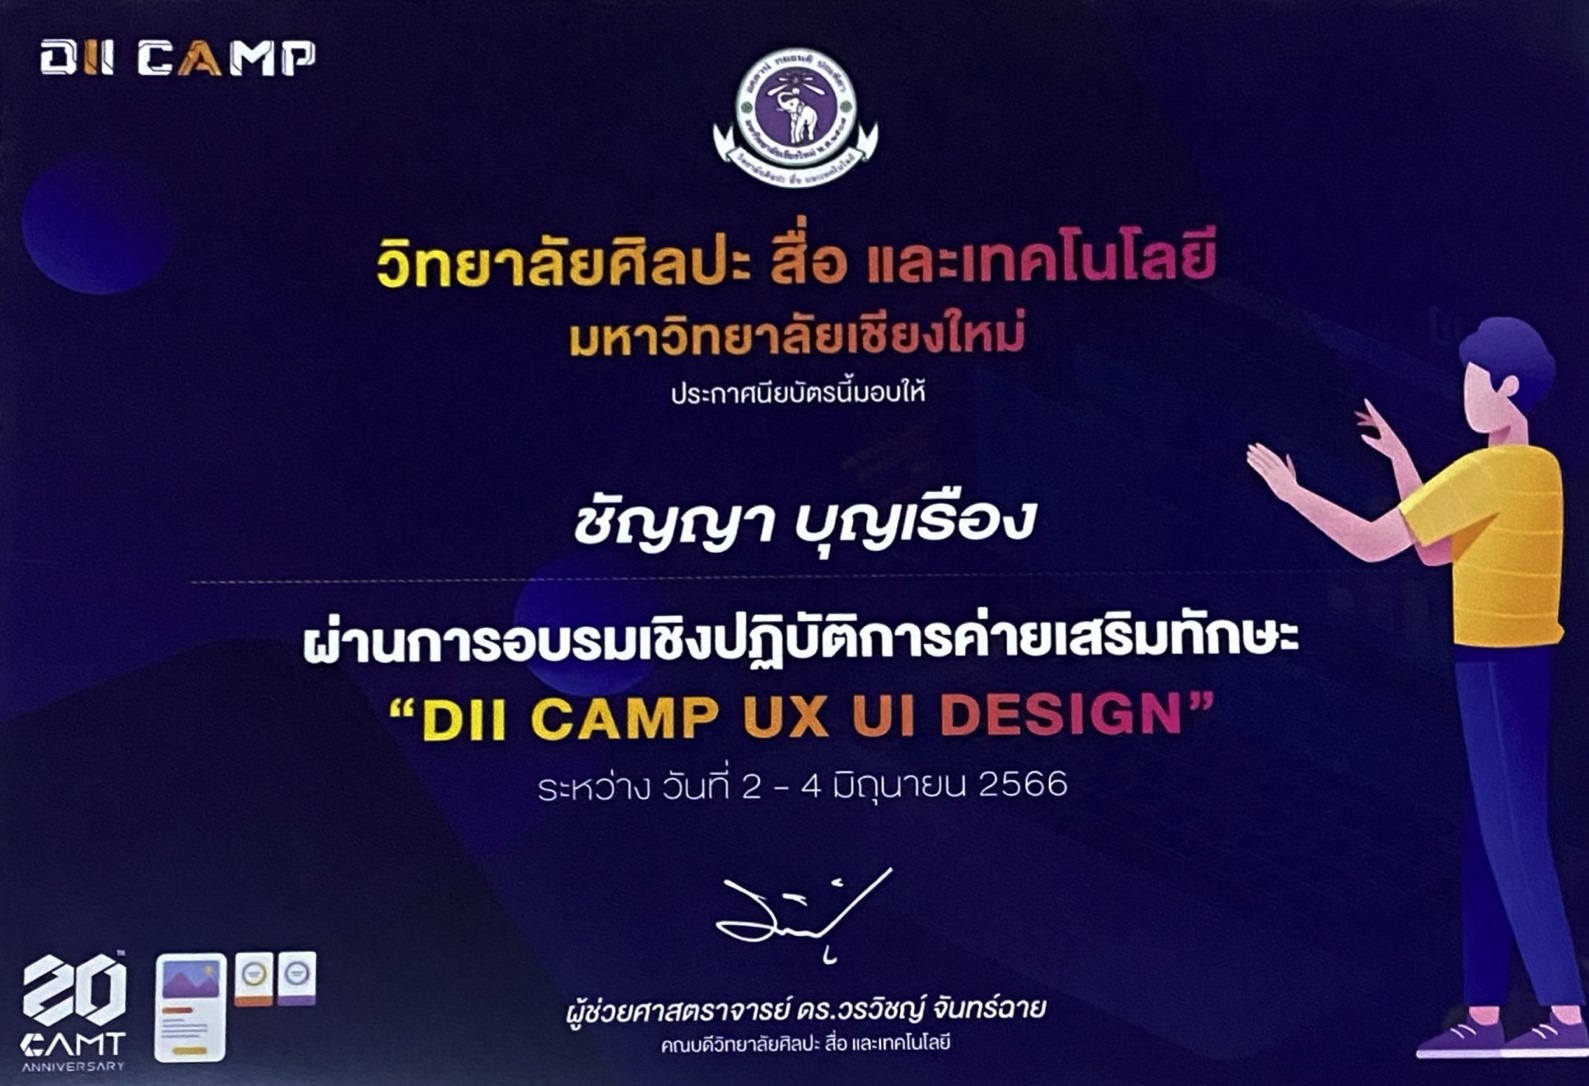 DII CAMP
วิทยาลัยศิลปะ สื่อ และเทคโนโลยี
มหาวิทยาลัยเชียงใหม่
ประกาศนียบัตรนี้มอบให้
ชัญญา บุญเรือง
ผ่านการอบรมเชิงปฏิบัติการค่ายเสริมทักษะ
“DII CAMP UX UI DESIGN”
ระหว่าง วันที่ 2 - 4 มิถุนายน 2566
ผู้ช่วยศาสตราจารย์ ดร.วรวิชญ์ จันทร์ฉาย
คณบดีวิทยาลัยศิลปะ สื่อ และเทคโนโลยี
20
CAMT
ANNIVERSARY